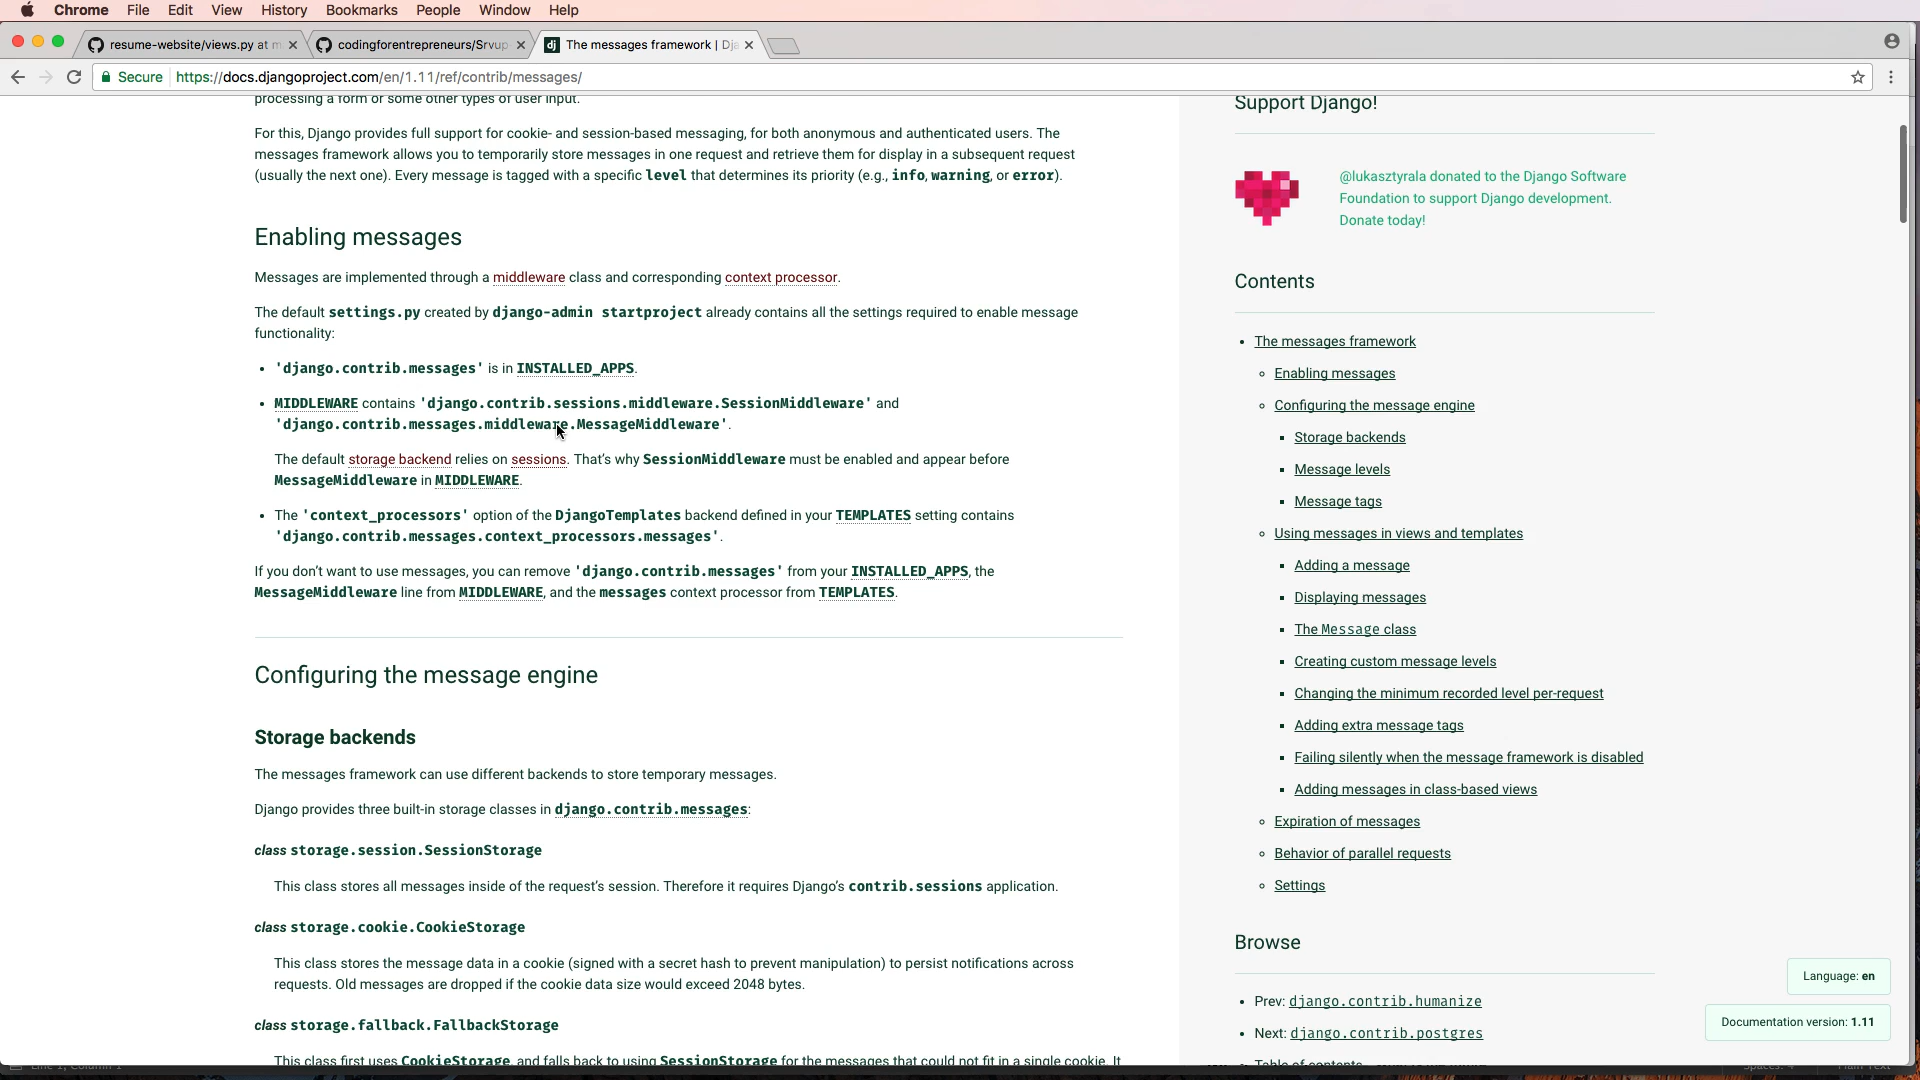 Chrome File Edit View History Bookmarks People Window Help
resume-website/views.py at m
codingforentrepreneurs/Srvup
The messages framework | Dja
Secure https://docs.djangoproject.com/en/1.11/ref/contrib/messages/
processing a form or some other types of user input.
For this, Django provides full support for cookie- and session-based messaging, for both anonymous and authenticated users. The
messages framework allows you to temporarily store messages in one request and retrieve them for display in a subsequent request
(usually the next one). Every message is tagged with a specific level that determines its priority (e.g., info, warning, or error).
Enabling messages
Messages are implemented through a middleware class and corresponding context processor.
The default settings.py created by django-admin startproject already contains all the settings required to enable message
functionality:
• 'django.contrib.messages' is in INSTALLED_APPS.
• MIDDLEWARE contains 'django.contrib.sessions.middleware.SessionMiddleware' and
'django.contrib.messages.middleware.MessageMiddleware'.
The default storage backend relies on sessions. That's why SessionMiddleware must be enabled and appear before
MessageMiddleware in MIDDLEWARE.
• The 'context_processors' option of the DjangoTemplates backend defined in your TEMPLATES setting contains
'django.contrib.messages.context_processors.messages'.
If you don't want to use messages, you can remove 'django.contrib.messages' from your INSTALLED_APPS, the
MessageMiddleware line from MIDDLEWARE, and the messages context processor from TEMPLATES.
Configuring the message engine
Storage backends
The messages framework can use different backends to store temporary messages.
Django provides three built-in storage classes in django.contrib.messages:
class storage.session.SessionStorage
This class stores all messages inside of the request's session. Therefore it requires Django's contrib.sessions application.
class storage.cookie.CookieStorage
This class stores the message data in a cookie (signed with a secret hash to prevent manipulation) to persist notifications across
requests. Old messages are dropped if the cookie data size would exceed 2048 bytes.
class storage.fallback.FallbackStorage
This class first uses CookieStorage, and falls back to using SessionStorage for the messages that could not fit in a single cookie. It
Support Django!
@lukasztyrala donated to the Django Software
Foundation to support Django development.
Donate today!
Contents
• The messages framework
Enabling messages
Configuring the message engine
Storage backends
Message levels
Message tags
Using messages in views and templates
Adding a message
Displaying messages
The Message class
Creating custom message levels
Changing the minimum recorded level per-request
Adding extra message tags
Failing silently when the message framework is disabled
Adding messages in class-based views
Expiration of messages
Behavior of parallel requests
Settings
Browse
• Prev: django.contrib.humanize
• Next: django.contrib.postgres
Table of contents
Language: en
Documentation version: 1.11
Line 1, Column 1
Spaces: 4 Plain Text